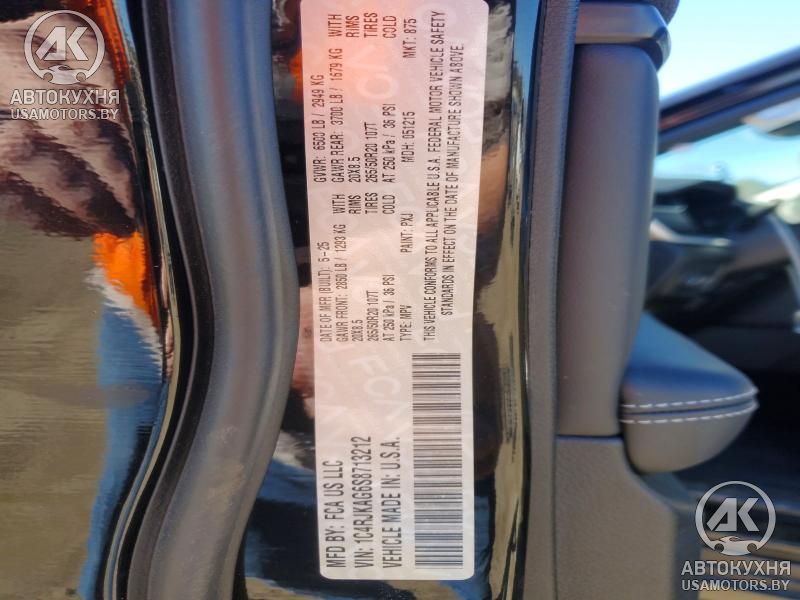 MFD BY: FCA US LLC
DATE OF MFR (BUILT): 5-25
GVWR: 6500 LB / 2949 KG
GAWR FRONT: 2850 LB / 1293 KG WITH
GAWR REAR: 3700 LB / 1679 KG WITH
20X8.5 RIMS
20X8.5 RIMS
265/50R20 107T TIRES
265/50R20 107T TIRES
AT 250 kPa / 36 PSI COLD
AT 250 kPa / 36 PSI COLD
VIN: 1C4RJKAG6S8713212
TYPE: MPV
PAINT: PXJ
MDH: 051215
MKT: 875
VEHICLE MADE IN: U.S.A.
THIS VEHICLE CONFORMS TO ALL APPLICABLE U.S.A. FEDERAL MOTOR VEHICLE SAFETY
STANDARDS IN EFFECT ON THE DATE OF MANUFACTURE SHOWN ABOVE.
АК
АВТОКУХНЯ
USAMOTORS.BY
АК
АВТОКУХНЯ
USAMOTORS.BY